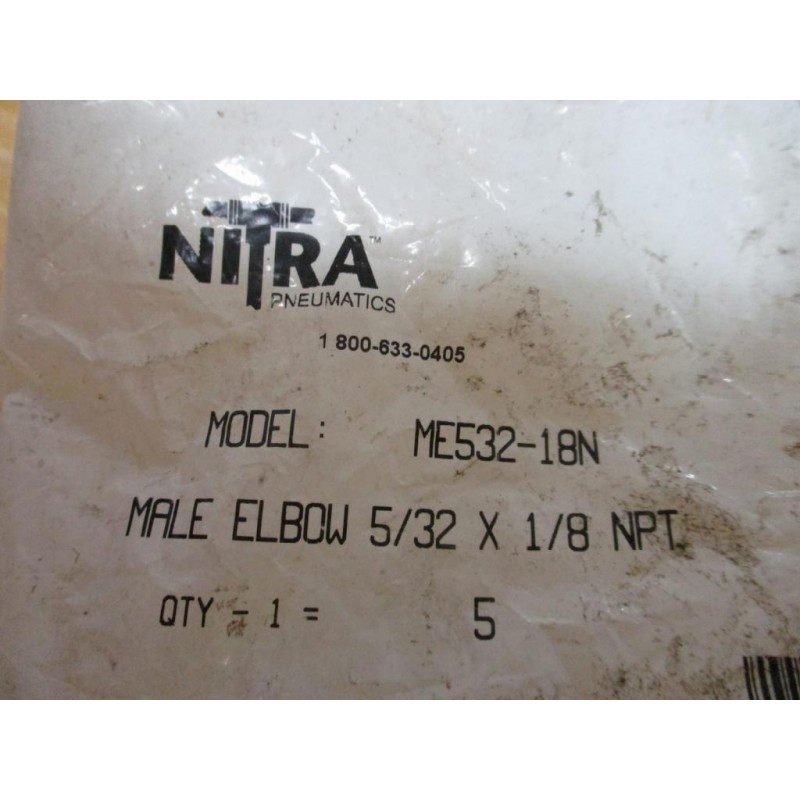 NITRA™
PNEUMATICS
1 800-633-0405
MODEL: ME532-18N
MALE ELBOW 5/32 X 1/8 NPT.
QTY - 1 = 5